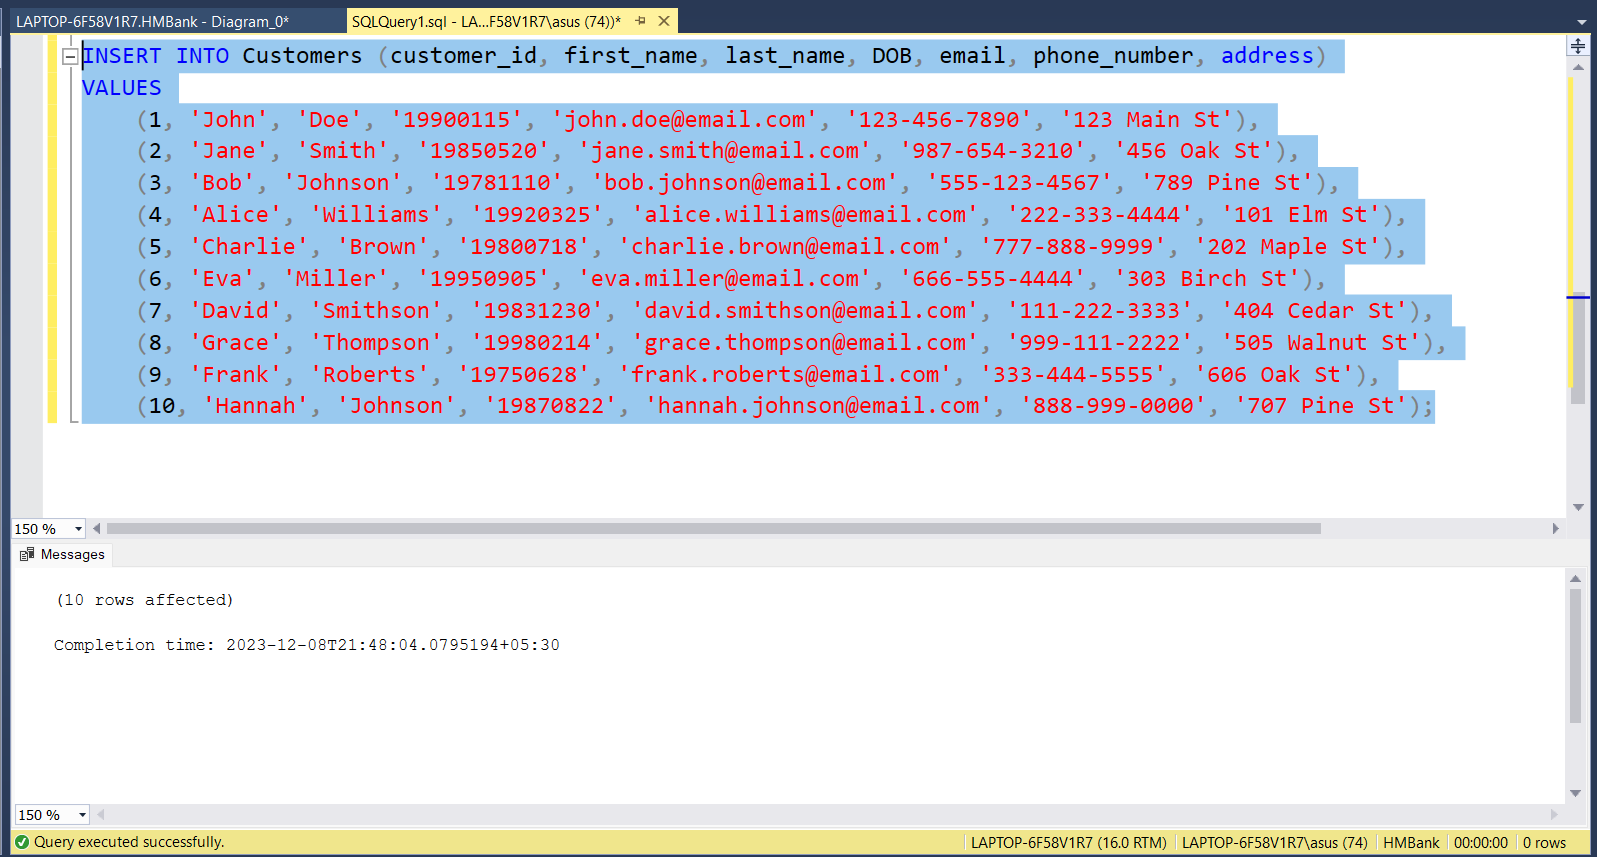 LAPTOP-6F58V1R7.HMBank - Diagram_0*
SQLQuery1.sql - LA...F58V1R7\asus (74))*
INSERT INTO Customers (customer_id, first_name, last_name, DOB, email, phone_number, address)
VALUES
(1, 'John', 'Doe', '19900115', 'john.doe@email.com', '123-456-7890', '123 Main St'),
(2, 'Jane', 'Smith', '19850520', 'jane.smith@email.com', '987-654-3210', '456 Oak St'),
(3, 'Bob', 'Johnson', '19781110', 'bob.johnson@email.com', '555-123-4567', '789 Pine St'),
(4, 'Alice', 'Williams', '19920325', 'alice.williams@email.com', '222-333-4444', '101 Elm St'),
(5, 'Charlie', 'Brown', '19800718', 'charlie.brown@email.com', '777-888-9999', '202 Maple St'),
(6, 'Eva', 'Miller', '19950905', 'eva.miller@email.com', '666-555-4444', '303 Birch St'),
(7, 'David', 'Smithson', '19831230', 'david.smithson@email.com', '111-222-3333', '404 Cedar St'),
(8, 'Grace', 'Thompson', '19980214', 'grace.thompson@email.com', '999-111-2222', '505 Walnut St'),
(9, 'Frank', 'Roberts', '19750628', 'frank.roberts@email.com', '333-444-5555', '606 Oak St'),
(10, 'Hannah', 'Johnson', '19870822', 'hannah.johnson@email.com', '888-999-0000', '707 Pine St');
150 %
Messages
(10 rows affected)
Completion time: 2023-12-08T21:48:04.0795194+05:30
150 %
Query executed successfully.
LAPTOP-6F58V1R7 (16.0 RTM)
LAPTOP-6F58V1R7\asus (74)
HMBank
00:00:00
0 rows